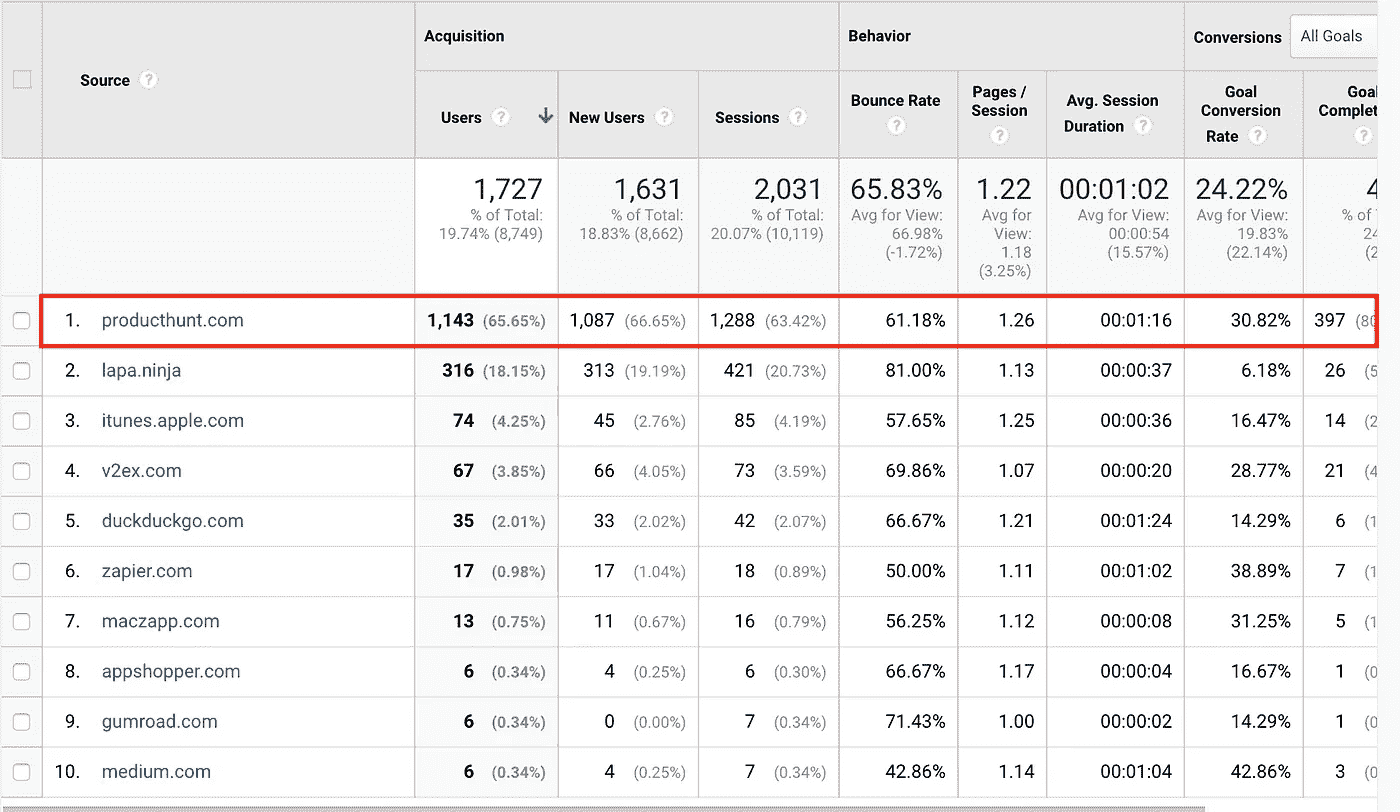 Acquisition
Behavior
Conversions All Goals
Source ?
Users ?
New Users ?
Sessions ?
Bounce Rate
?
Pages /
Session
?
Avg. Session
Duration ?
Goal
Conversion
Rate ?
Goal
Complet
?
1,727
% of Total:
19.74% (8,749)
1,631
% of Total:
18.83% (8,662)
2,031
% of Total:
20.07% (10,119)
65.83%
Avg for View:
66.98%
(-1.72%)
1.22
Avg for
View:
1.18
(3.25%)
00:01:02
Avg for View:
00:00:54
(15.57%)
24.22%
Avg for View:
19.83%
(22.14%)
4
% of
24
(2
1. producthunt.com 1,143 (65.65%) 1,087 (66.65%) 1,288 (63.42%) 61.18% 1.26 00:01:16 30.82% 397 (80
2. lapa.ninja 316 (18.15%) 313 (19.19%) 421 (20.73%) 81.00% 1.13 00:00:37 6.18% 26 (5
3. itunes.apple.com 74 (4.25%) 45 (2.76%) 85 (4.19%) 57.65% 1.25 00:00:36 16.47% 14 (2
4. v2ex.com 67 (3.85%) 66 (4.05%) 73 (3.59%) 69.86% 1.07 00:00:20 28.77% 21 (4
5. duckduckgo.com 35 (2.01%) 33 (2.02%) 42 (2.07%) 66.67% 1.21 00:01:24 14.29% 6 (1
6. zapier.com 17 (0.98%) 17 (1.04%) 18 (0.89%) 50.00% 1.11 00:01:02 38.89% 7 (1
7. maczapp.com 13 (0.75%) 11 (0.67%) 16 (0.79%) 56.25% 1.12 00:00:08 31.25% 5 (1
8. appshopper.com 6 (0.34%) 4 (0.25%) 6 (0.30%) 66.67% 1.17 00:00:04 16.67% 1 (0
9. gumroad.com 6 (0.34%) 0 (0.00%) 7 (0.34%) 71.43% 1.00 00:00:02 14.29% 1 (0
10. medium.com 6 (0.34%) 4 (0.25%) 7 (0.34%) 42.86% 1.14 00:01:04 42.86% 3 (0